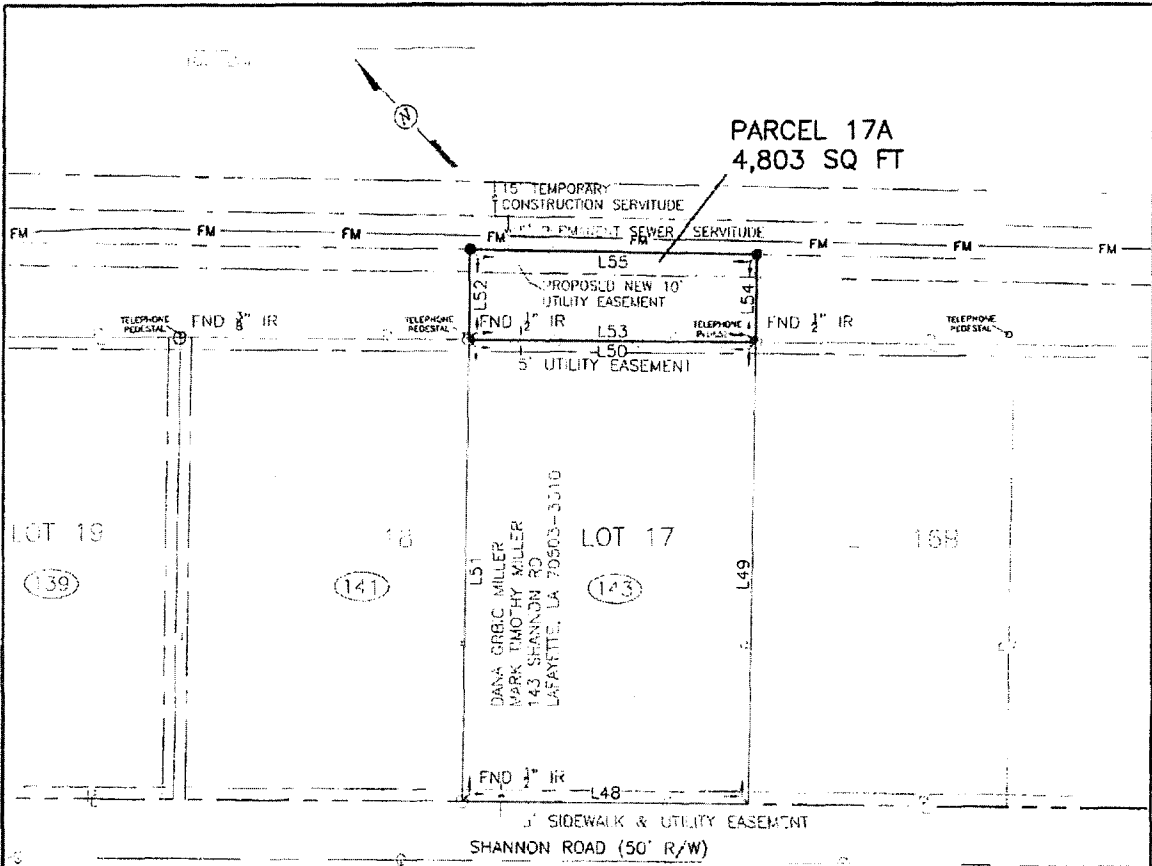 N
PARCEL 17A
4,803 SQ FT
15' TEMPORARY
CONSTRUCTION SERVITUDE
SEWER SERVITUDE
FM
FM
FM
FM
FM
FM
FM
FM
L55
L52
L54
PROPOSED NEW 10'
UTILITY EASEMENT
TELEPHONE
PEDESTAL
FND 3/8" IR
TELEPHONE
PEDESTAL
FND 1/2" IR
L53
TELEPHONE
FND 1/2" IR
TELEPHONE
PEDESTAL
L50
5' UTILITY EASEMENT
LOT 19
139
18
141
L51
DANA MILLER
MARK TIMOTHY MILLER
143 SHANNON RD
LAFAYETTE, LA
LOT 17
143
L49
16B
FND 1/2" IR
L48
SIDEWALK & UTILITY EASEMENT
SHANNON ROAD (50' R/W)